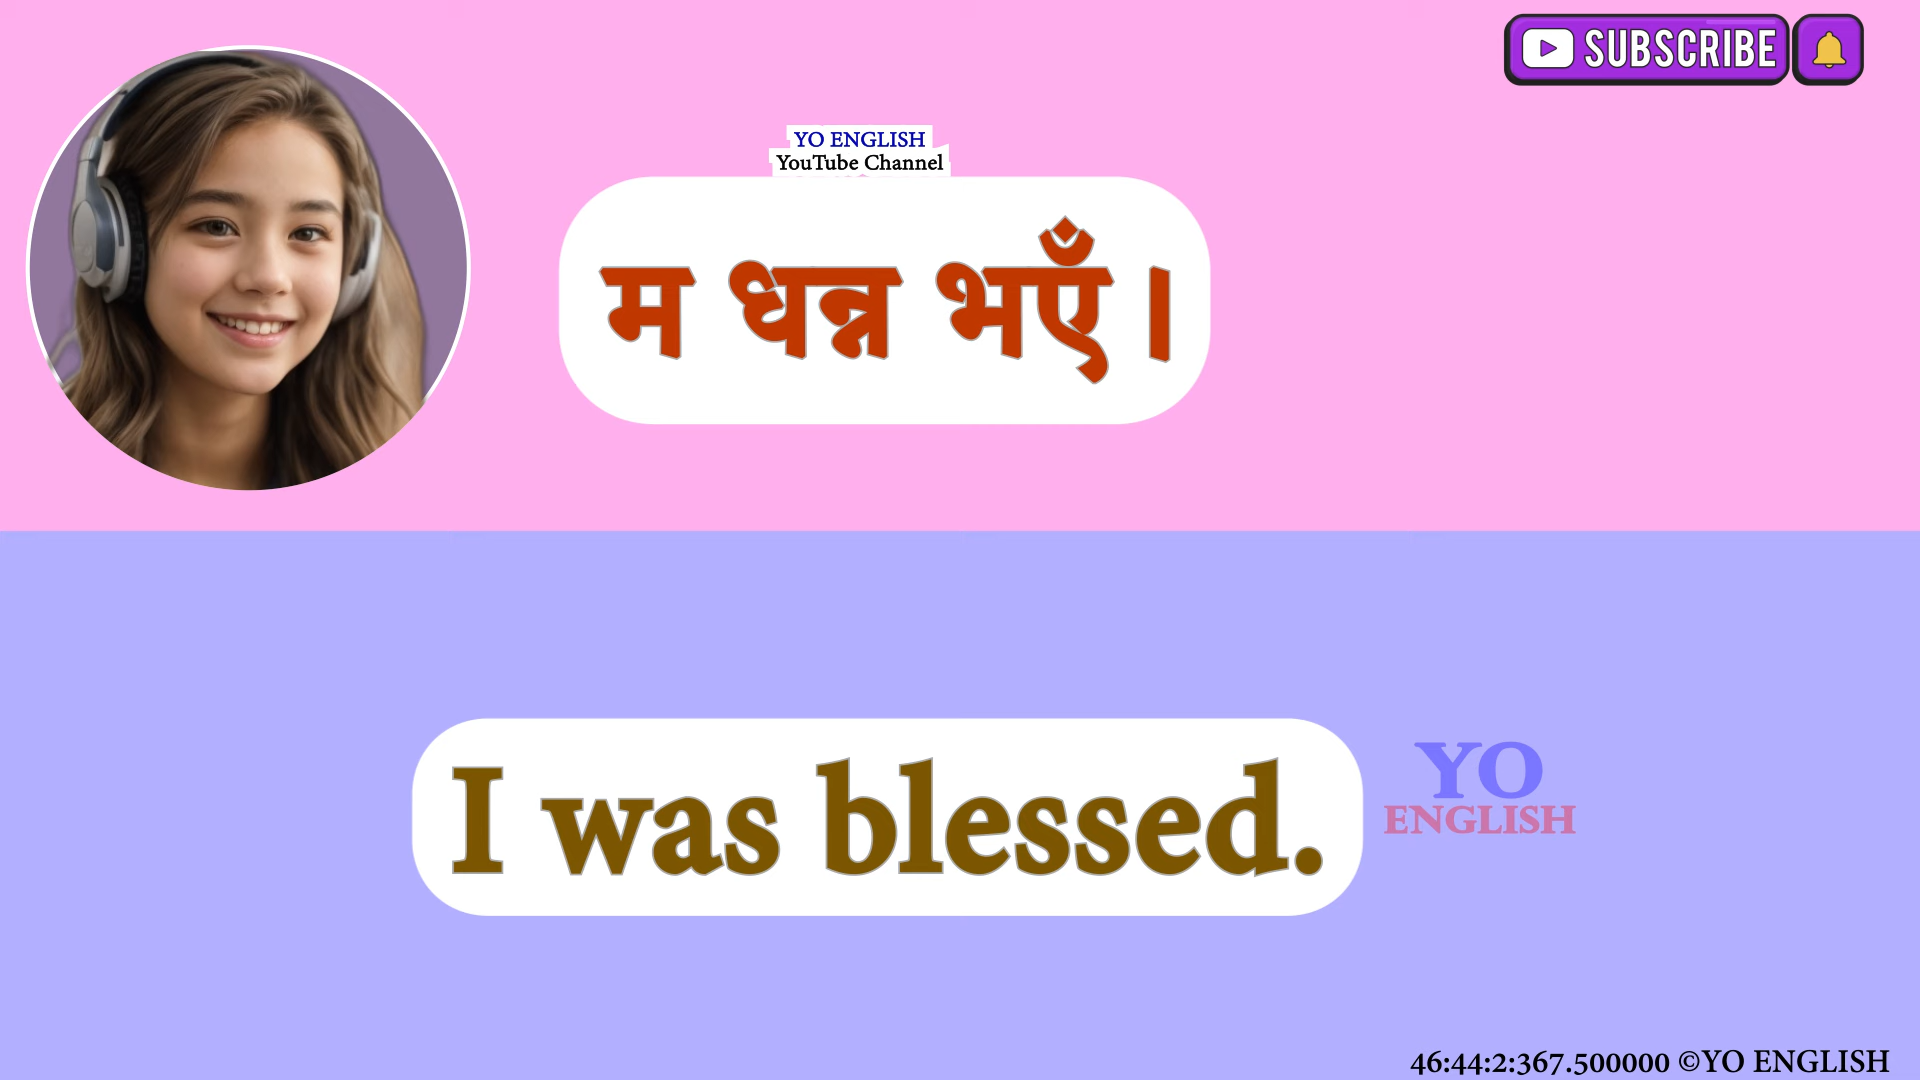 SUBSCRIBE
YO ENGLISH
YouTube Channel
म धन्न भएँ ।
I was blessed.
YO
ENGLISH
46:44:2:367.500000 ©YO ENGLISH